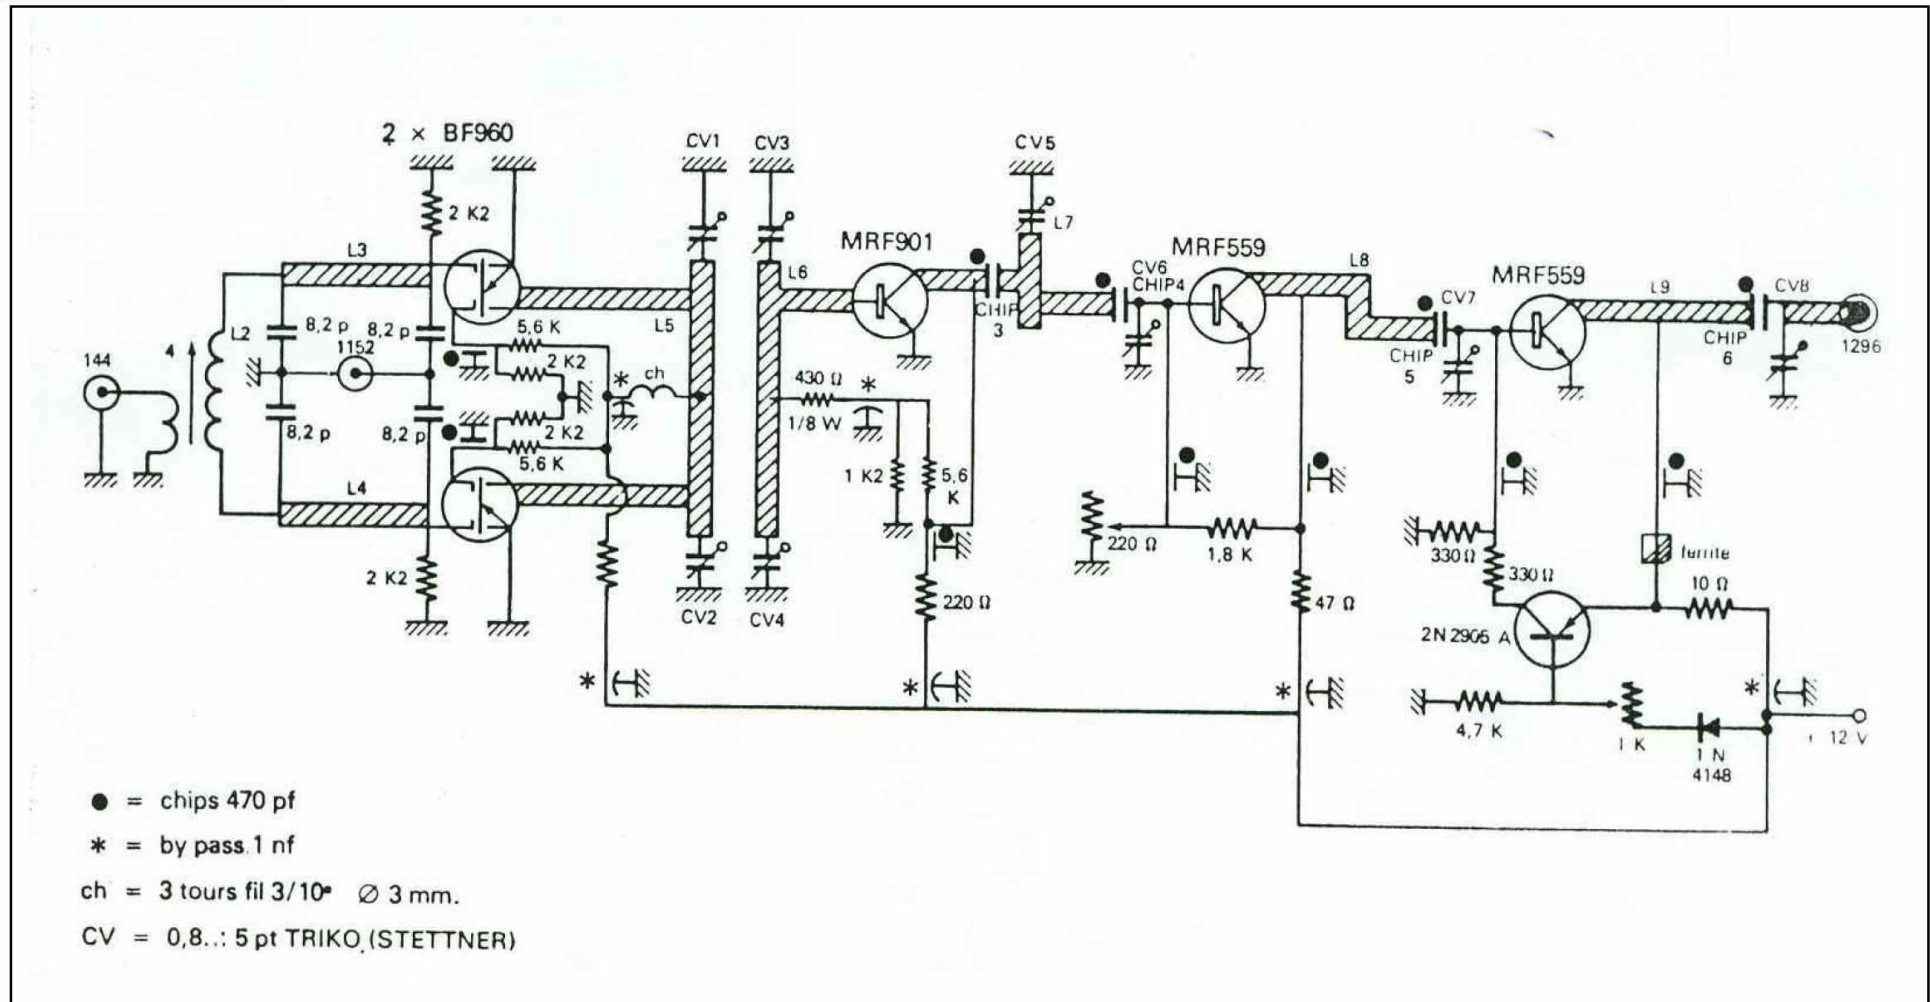 2 × BF960
2 K2
L3
8,2 p
8,2 p
L2
4
144
1152
8,2 p
8,2 p
L4
2 K2
5,6 K
2 K2
2 K2
5,6 K
*
ch
L5
CV1
CV2
CV3
CV4
L6
430 Ω
1/8 W
*
1 K2
5,6
K
220 Ω
MRF901
CHIP
3
CV5
L7
CV6
CHIP4
MRF559
220 Ω
1,8 K
47 Ω
L8
CV7
CHIP
5
MRF559
L9
CHIP
6
CV8
1296
330 Ω
330 Ω
ferrite
10 Ω
2N 2905 A
4,7 K
1 K
1 N
4148
12 V
*
*
*
*
● = chips 470 pf
* = by pass 1 nf
ch = 3 tours fil 3/10° Ø 3 mm.
CV = 0,8..: 5 pt TRIKO (STETTNER)